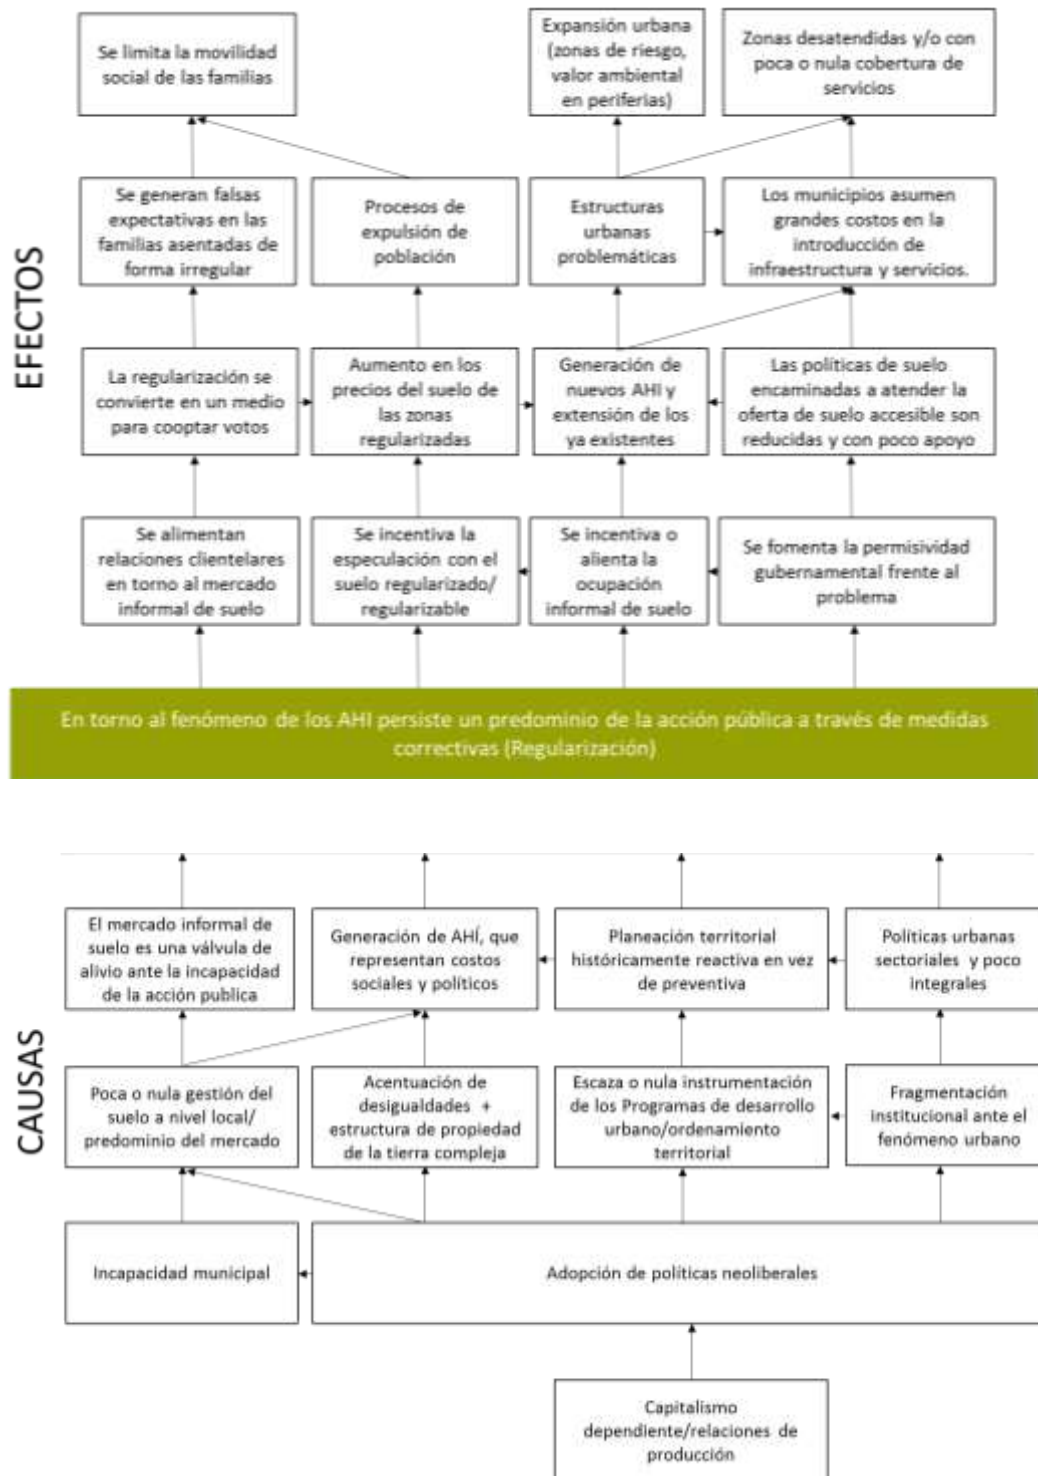 Se limita la movilidad
social de las familias
Expansión urbana
(zonas de riesgo,
valor ambiental
en periferias)
Zonas desatendidas y/o con
poca o nula cobertura de
servicios
EFECTOS
Se generan falsas
expectativas en las
familias asentadas de
forma irregular
Procesos de
expulsión de
población
Estructuras
urbanas
problemáticas
Los municipios asumen
grandes costos en la
introducción de
infraestructura y servicios.
La regularización se
convierte en un medio
para cooptar votos
Aumento en los
precios del suelo de
las zonas
regularizadas
Generación de
nuevos AHI y
extensión de los
ya existentes
Las políticas de suelo
encaminadas a atender la
oferta de suelo accesible son
reducidas y con poco apoyo
Se alimentan
relaciones clientelares
en torno al mercado
informal de suelo
Se incentiva la
especulación con el
suelo regularizado/
regularizable
Se incentiva o
alienta la
ocupación
informal de suelo
Se fomenta la permisividad
gubernamental frente al
problema
En torno al fenómeno de los AHI persiste un predominio de la acción pública a través de medidas
correctivas (Regularización)
CAUSAS
El mercado informal de
suelo es una válvula de
alivio ante la incapacidad
de la acción publica
Generación de AHÍ, que
representan costos
sociales y políticos
Planeación territorial
históricamente reactiva en vez
de preventiva
Políticas urbanas
sectoriales y poco
integrales
Poca o nula gestión del
suelo a nivel local/
predominio del mercado
Acentuación de
desigualdades +
estructura de propiedad
de la tierra compleja
Escaza o nula instrumentación
de los Programas de desarrollo
urbano/ordenamiento
territorial
Fragmentación
institucional ante el
fenómeno urbano
Incapacidad municipal
Adopción de políticas neoliberales
Capitalismo
dependiente/relaciones de
producción